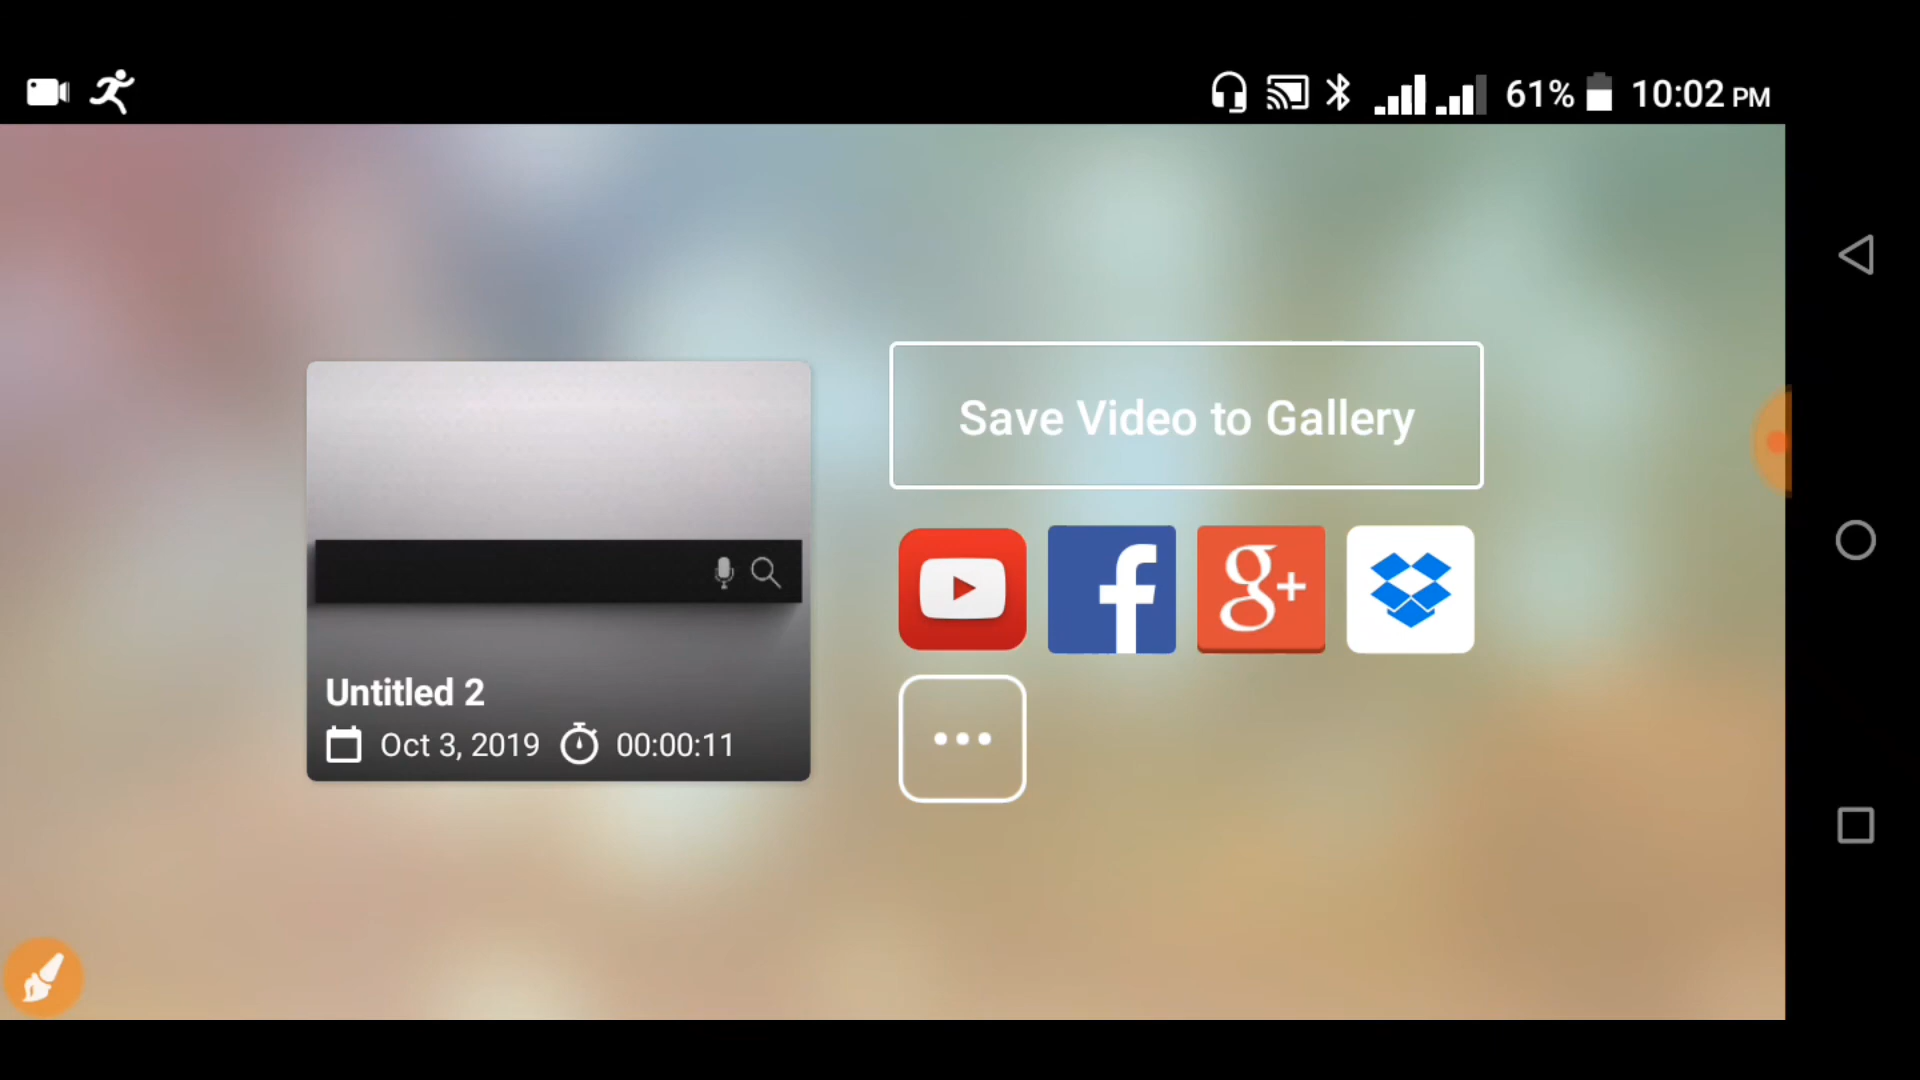 61% 10:02 PM
Save Video to Gallery
g+
Untitled 2
Oct 3, 2019 00:00:11